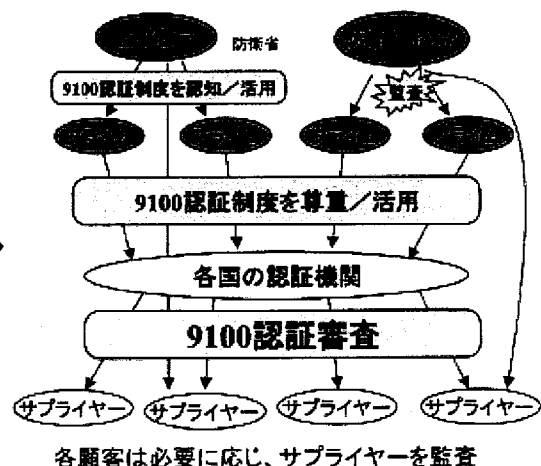 防衛省
9100認証制度を認知／活用
監査
9100認証制度を尊重／活用
各国の認証機関
9100認証審査
サプライヤー
サプライヤー
サプライヤー
サプライヤー
各顧客は必要に応じ、サプライヤーを監査